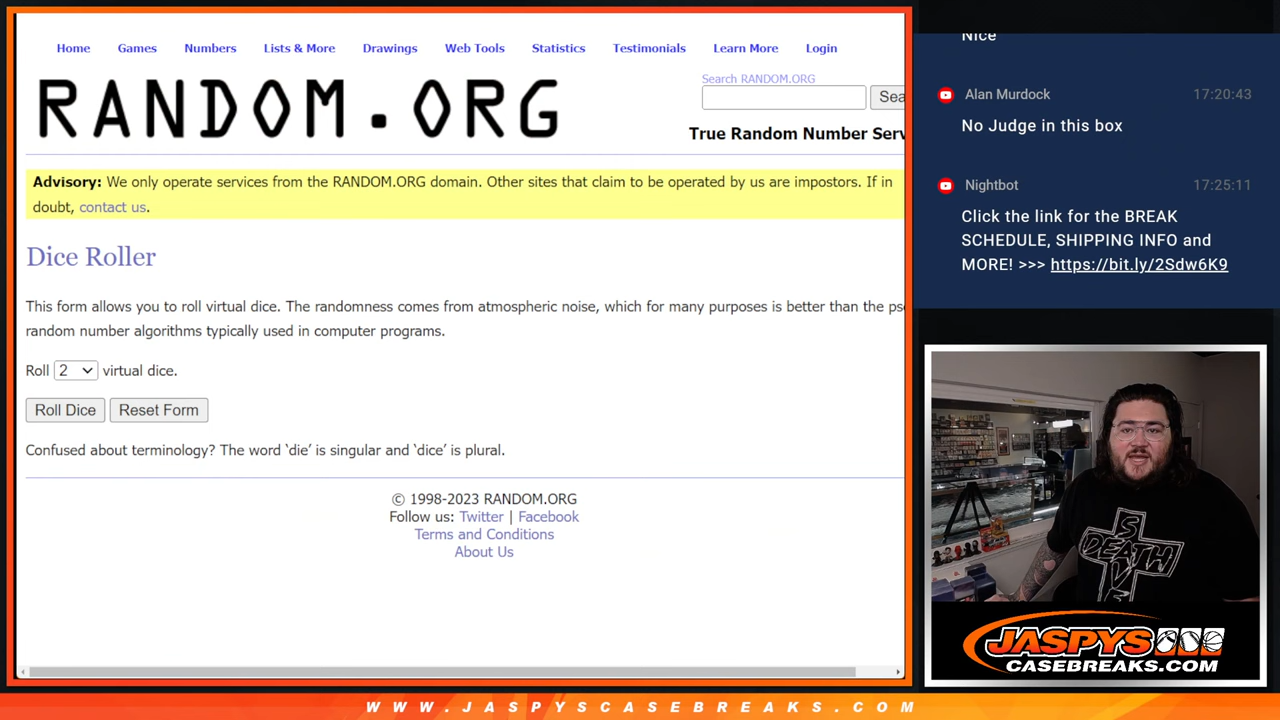 Home Games Numbers Lists & More Drawings Web Tools Statistics Testimonials Learn More Login
RANDOM.ORG
Search RANDOM.ORG
Sea
True Random Number Serv
Advisory: We only operate services from the RANDOM.ORG domain. Other sites that claim to be operated by us are impostors. If in
doubt, contact us.
Dice Roller
This form allows you to roll virtual dice. The randomness comes from atmospheric noise, which for many purposes is better than the pse
random number algorithms typically used in computer programs.
Roll 2 virtual dice.
Roll Dice Reset Form
Confused about terminology? The word ‘die’ is singular and ‘dice’ is plural.
© 1998-2023 RANDOM.ORG
Follow us: Twitter | Facebook
Terms and Conditions
About Us
Nice
Alan Murdock 17:20:43
No Judge in this box
Nightbot 17:25:11
Click the link for the BREAK
SCHEDULE, SHIPPING INFO and
MORE! >>> https://bit.ly/2Sdw6K9
DEATH
SAVES
JASPYS
CASEBREAKS.COM
WWW.JASPYSCASEBREAKS.COM